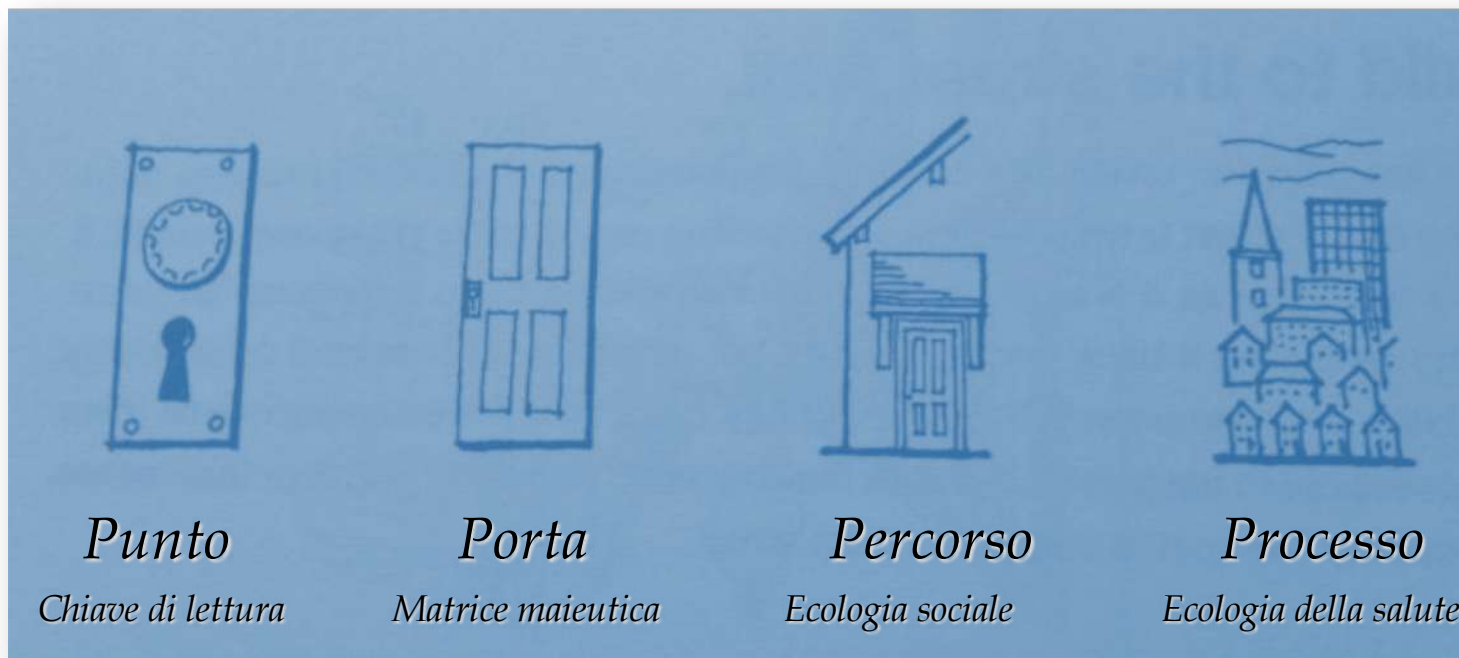 Punto
Chiave di lettura
Porta
Matrice maieutica
Percorso
Ecologia sociale
Processo
Ecologia della salute